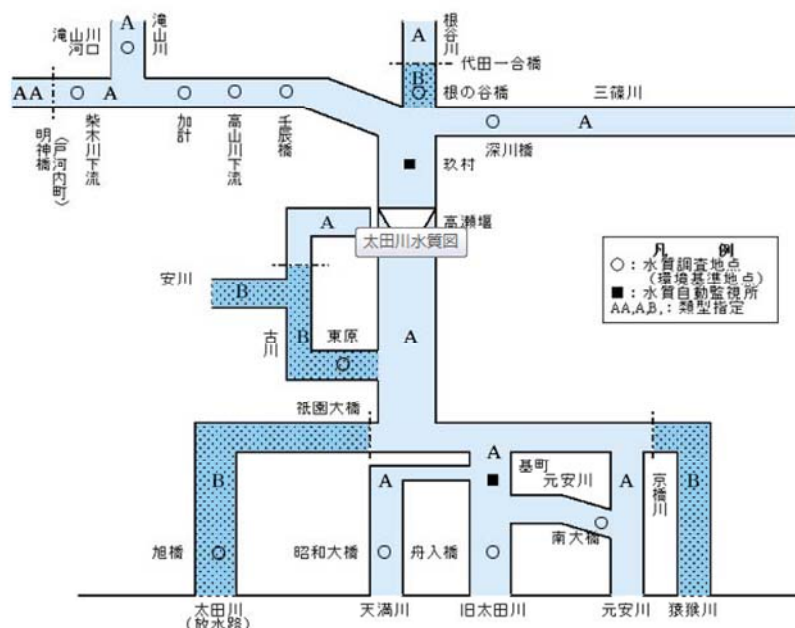 滝山川
河口
A
滝山川
A
根谷川
代田一合橋
B
根の谷橋
三篠川
AA
A
A
柴木川下流
加計
高山川下流
壬辰橋
深川橋
明神橋
(戸河内町)
玖村
高瀬堰
A
太田川水質図
凡 例
○:水質調査地点
(環境基準地点)
■:水質自動監視所
AA,A,B,:類型指定
安川
B
古川
B
東原
A
祇園大橋
A
基町
元安川
京橋川
B
A
A
B
南大橋
旭橋
昭和大橋
舟入橋
太田川
(放水路)
天満川
旧太田川
元安川
猿猴川